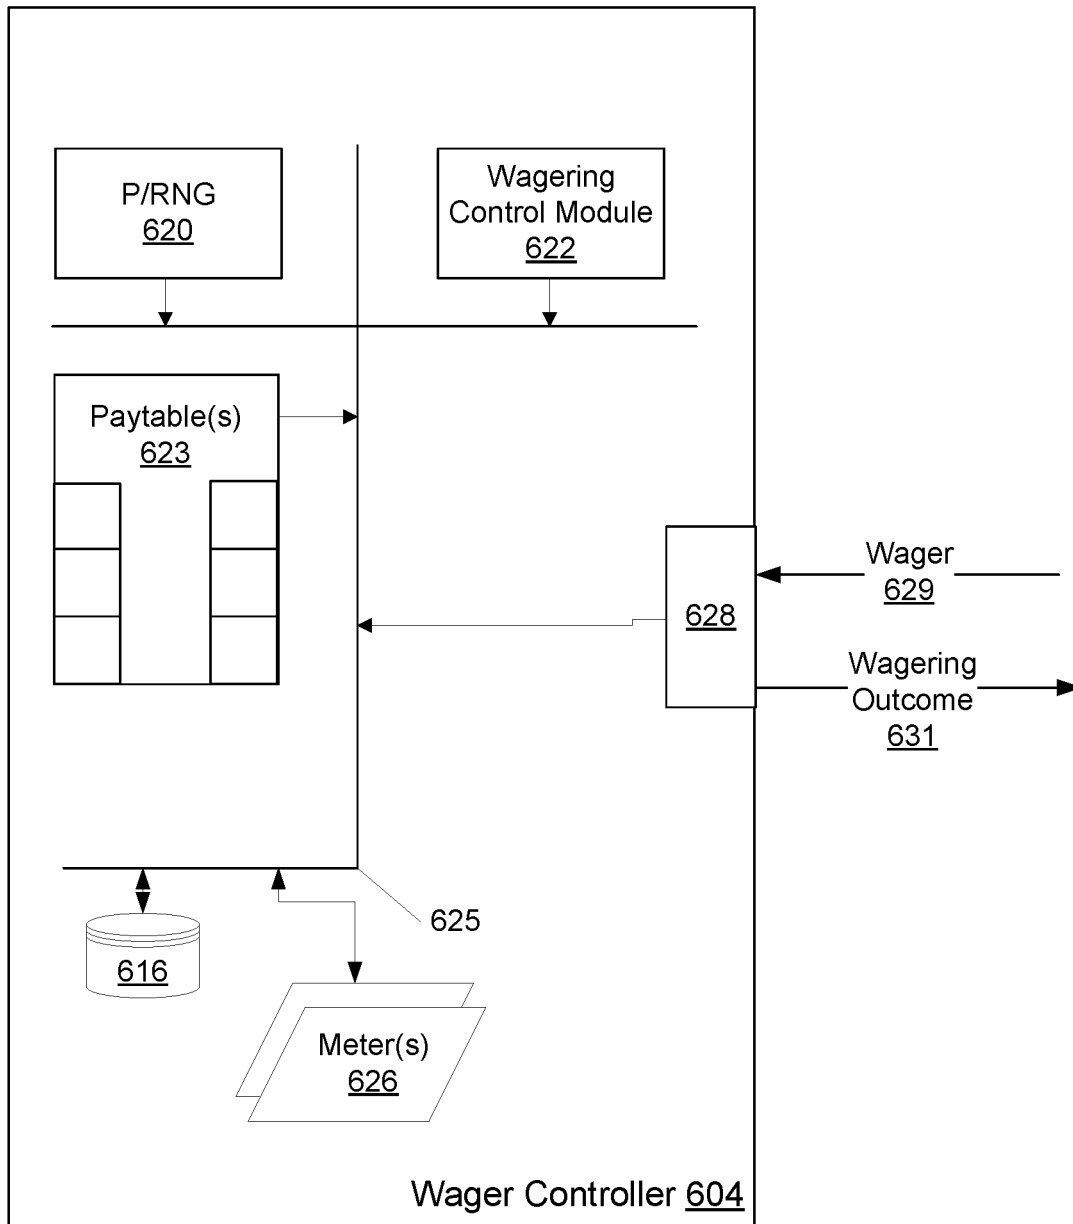 P/RNG
620
Wagering
Control Module
622
Paytable(s)
623
628
Wager
629
Wagering
Outcome
631
625
616
Meter(s)
626
Wager Controller 604